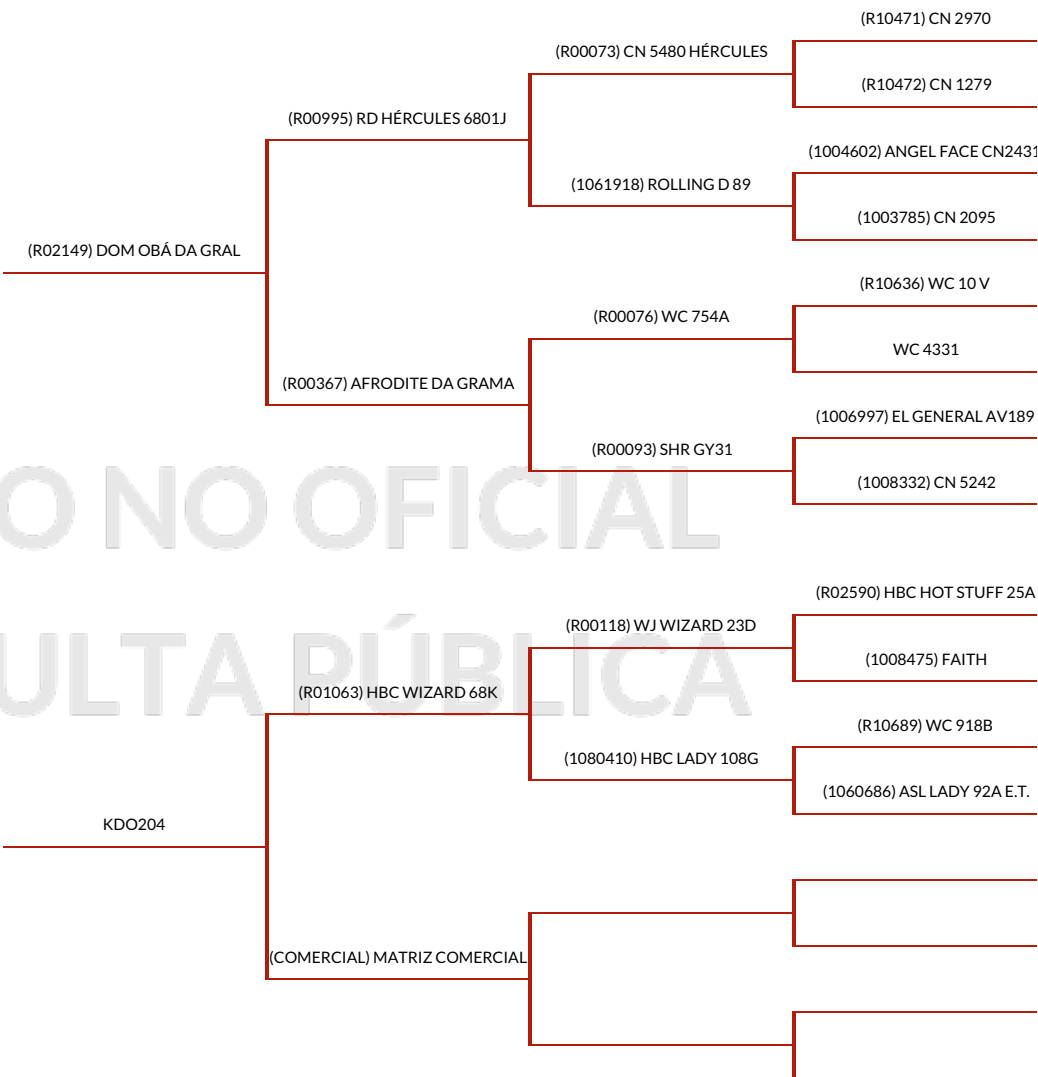 (R10471) CN 2970
(R00073) CN 5480 HÉRCULES
(R10472) CN 1279
(R00995) RD HÉRCULES 6801J
(1004602) ANGEL FACE CN2431
(1061918) ROLLING D 89
(1003785) CN 2095
(R02149) DOM OBÁ DA GRAL
(R10636) WC 10 V
(R00076) WC 754A
WC 4331
(R00367) AFRODITE DA GRAMA
(1006997) EL GENERAL AV189
(R00093) SHR GY31
(1008332) CN 5242
O NO OFICIAL
(R02590) HBC HOT STUFF 25A
(R00118) WJ WIZARD 23D
(1008475) FAITH
ULTA PÚBLICA
(R01063) HBC WIZARD 68K
(R10689) WC 918B
(1080410) HBC LADY 108G
(1060686) ASL LADY 92A E.T.
KDO204
(COMERCIAL) MATRIZ COMERCIAL